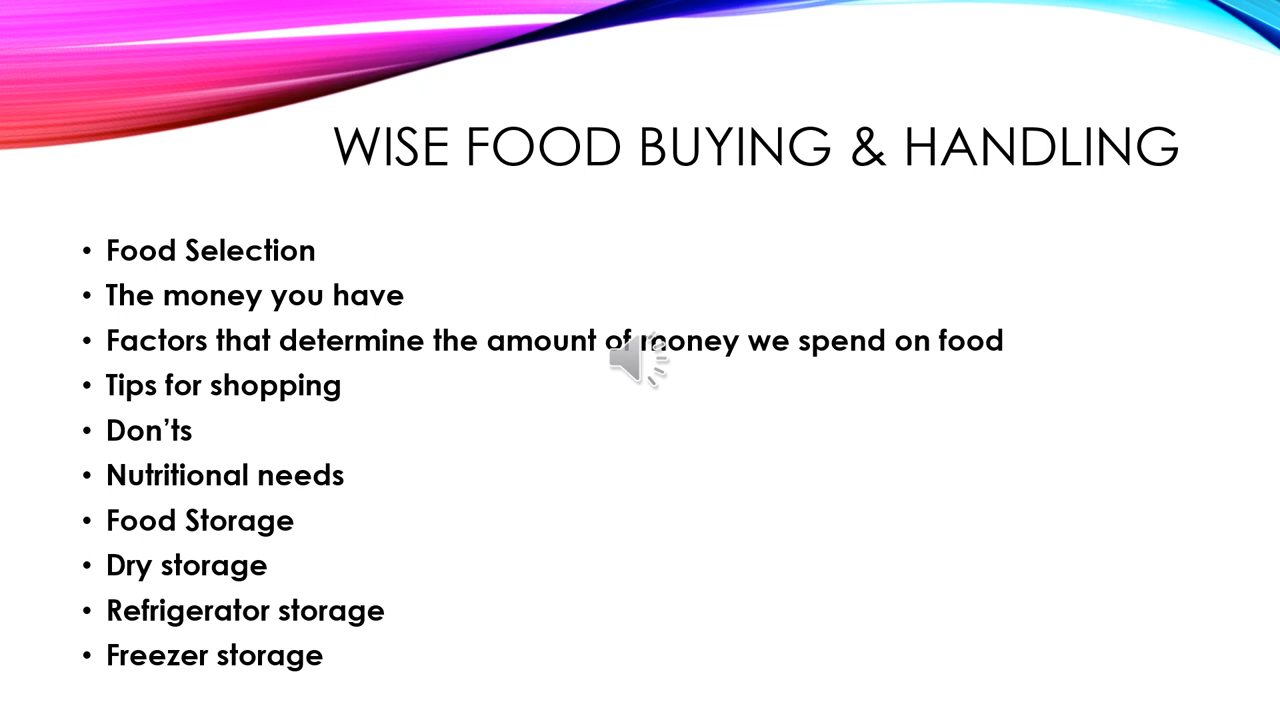 WISE FOOD BUYING & HANDLING
• Food Selection
• The money you have
• Factors that determine the amount of money we spend on food
• Tips for shopping
• Don’ts
• Nutritional needs
• Food Storage
• Dry storage
• Refrigerator storage
• Freezer storage